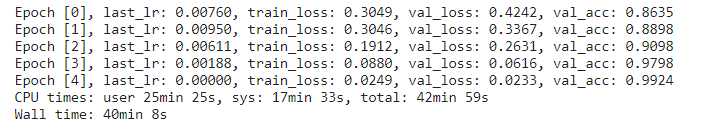 Epoch [0], last_lr: 0.00760, train_loss: 0.3049, val_loss: 0.4242, val_acc: 0.8635
Epoch [1], last_lr: 0.00950, train_loss: 0.3046, val_loss: 0.3367, val_acc: 0.8898
Epoch [2], last_lr: 0.00611, train_loss: 0.1912, val_loss: 0.2631, val_acc: 0.9098
Epoch [3], last_lr: 0.00188, train_loss: 0.0880, val_loss: 0.0616, val_acc: 0.9798
Epoch [4], last_lr: 0.00000, train_loss: 0.0249, val_loss: 0.0233, val_acc: 0.9924
CPU times: user 25min 25s, sys: 17min 33s, total: 42min 59s
Wall time: 40min 8s